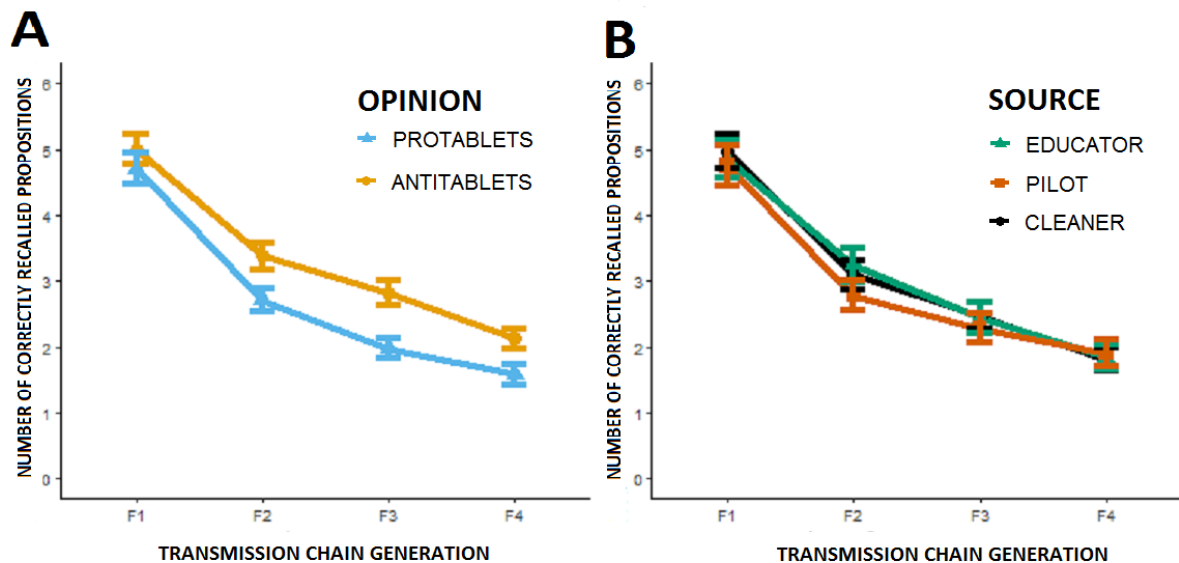 A
NUMBER OF CORRECTLY RECALLED PROPOSITIONS
6
5
4
3
2
1
0
OPINION
PROTABLETS
ANTITABLETS
F1 F2 F3 F4
TRANSMISSION CHAIN GENERATION
B
NUMBER OF CORRECTLY RECALLED PROPOSITIONS
6
5
4
3
2
1
0
SOURCE
EDUCATOR
PILOT
CLEANER
F1 F2 F3 F4
TRANSMISSION CHAIN GENERATION